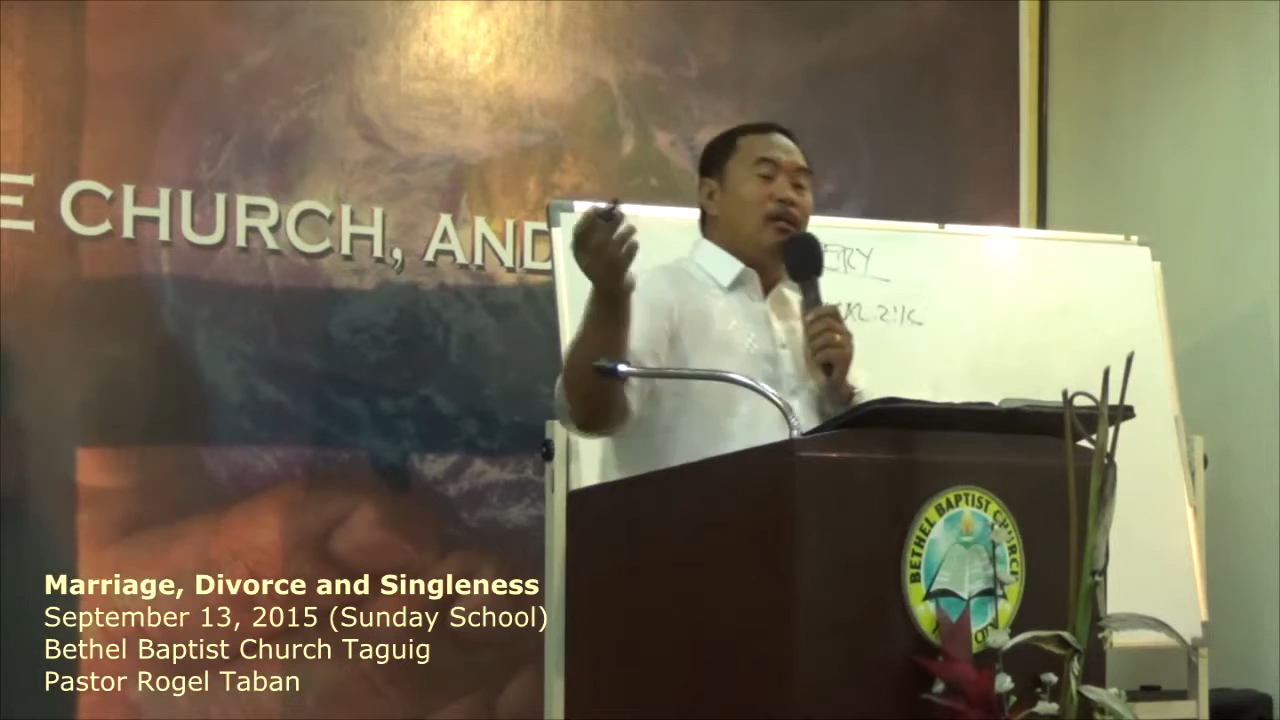 E CHURCH, AND
ERY
BETHEL BAPTIST CHURCH
Marriage, Divorce and Singleness
September 13, 2015 (Sunday School)
Bethel Baptist Church Taguig
Pastor Rogel Taban